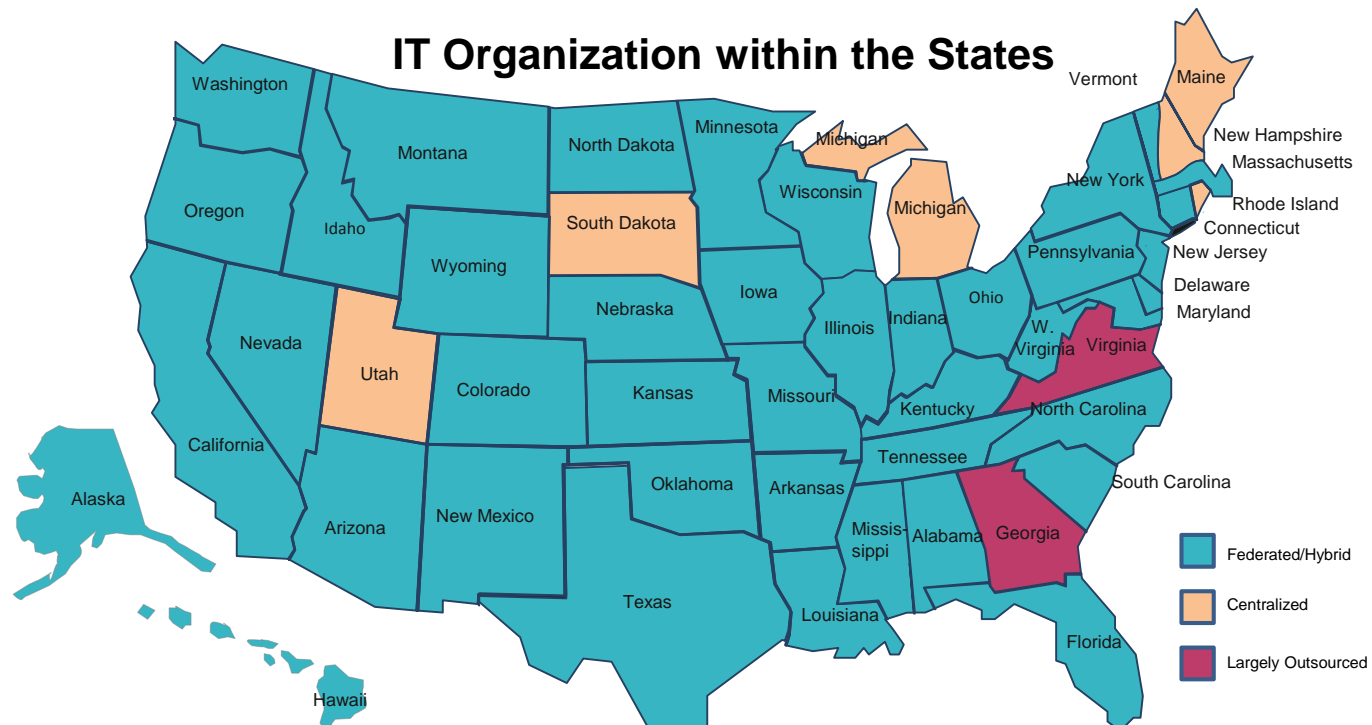 IT Organization within the States
Washington
Vermont
Maine
Montana
North Dakota
Minnesota
Michigan
New Hampshire
Massachusetts
Oregon
Idaho
South Dakota
Wisconsin
Michigan
New York
Rhode Island
Connecticut
Wyoming
Pennsylvania
New Jersey
Nebraska
Iowa
Ohio
Delaware
Maryland
Nevada
Illinois
Indiana
W.
Virginia
Virginia
Utah
Colorado
Kansas
Missouri
Kentucky
North Carolina
California
Tennessee
South Carolina
Alaska
Arizona
New Mexico
Oklahoma
Arkansas
Missis-
sippi
Alabama
Georgia
Federated/Hybrid
Texas
Louisiana
Centralized
Florida
Largely Outsourced
Hawaii